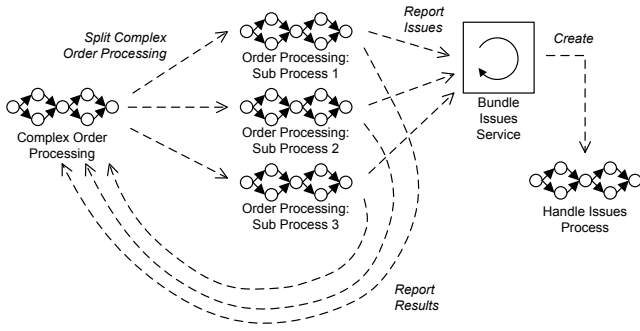 Split Complex
Order Processing
Report
Issues
Create
Order Processing:
Sub Process 1
Complex Order
Processing
Order Processing:
Sub Process 2
Bundle
Issues
Service
Order Processing:
Sub Process 3
Handle Issues
Process
Report
Results